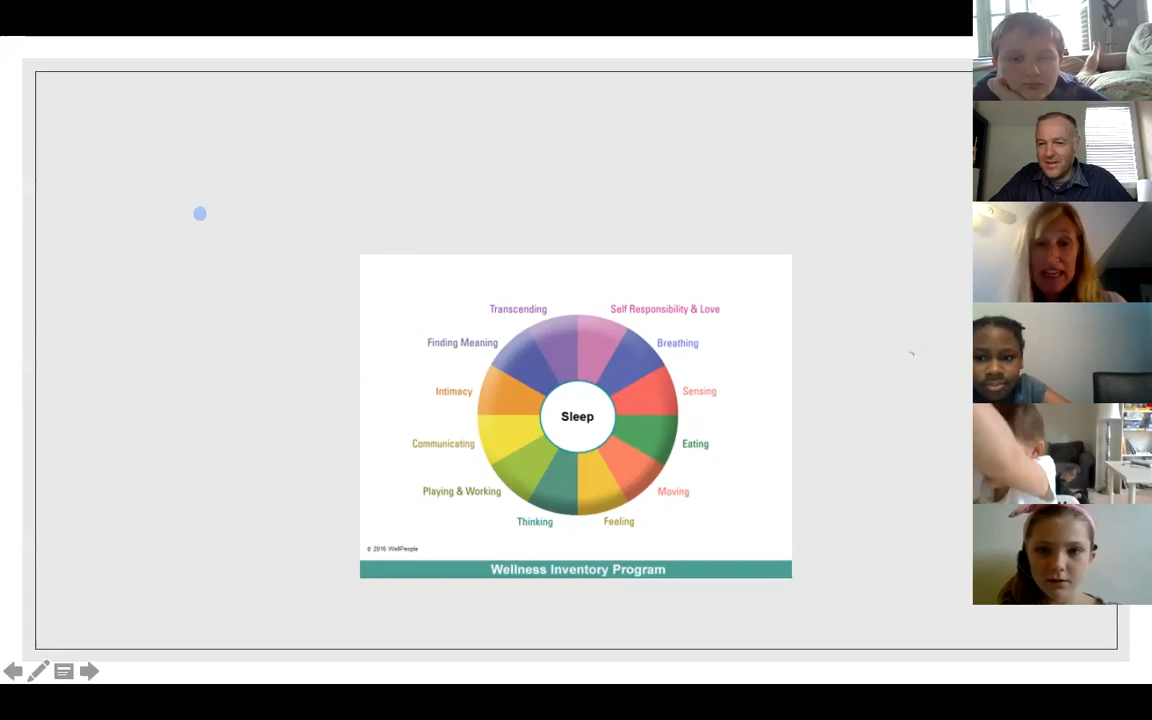 Transcending
Self Responsibility & Love
Finding Meaning
Breathing
Intimacy
Sensing
Sleep
Communicating
Eating
Playing & Working
Moving
Thinking
Feeling
© 2016 WellPeople
Wellness Inventory Program